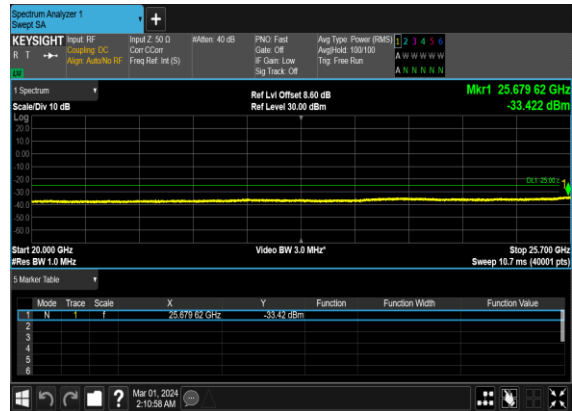 Spectrum Analyzer 1
Swept SA
KEYSIGHT Input: RF Input Z: 50 Ω #Atten: 40 dB PNO: Fast Avg Type: Power (RMS) 1 2 3 4 5 6
R T Coupling: DC Corr CCorr Gate: Off Avg|Hold: 100/100 A W W W W W
Align: Auto/No RF Freq Ref: Int (S) IF Gain: Low Trig: Free Run
Sig Track: Off A N N N N N
1 Spectrum
Ref Lvl Offset 8.60 dB Mkr1 25.679 62 GHz
Scale/Div 10 dB Ref Level 30.00 dBm -33.422 dBm
Log
20.0
10.0
0.00
-10.0
-20.0
DL1 -25.00
-30.0
1
-40.0
-50.0
-60.0
Start 20.000 GHz Video BW 3.0 MHz* Stop 25.700 GHz
#Res BW 1.0 MHz Sweep 10.7 ms (40001 pts)
5 Marker Table
Mode Trace Scale X Y Function Function Width Function Value
1 N 1 f 25.679 62 GHz -33.42 dBm
2
3
4
5
6
Mar 01, 2024
2:10:58 AM